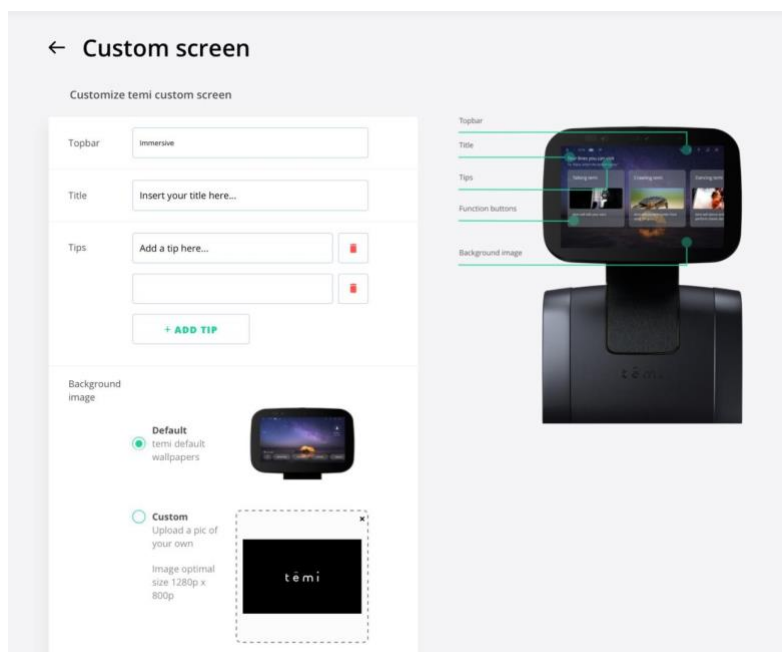 ← Custom screen
Customize temi custom screen
Topbar
Immersive
Title
Insert your title here...
Tips
Add a tip here...
+ ADD TIP
Background
image
Default
temi default
wallpapers
Custom
Upload a pic of
your own
Image optimal
size 1280p x
800p
x
tēmi
Topbar
Title
Tips
Function buttons
Background image
Cruising temi
tēmi